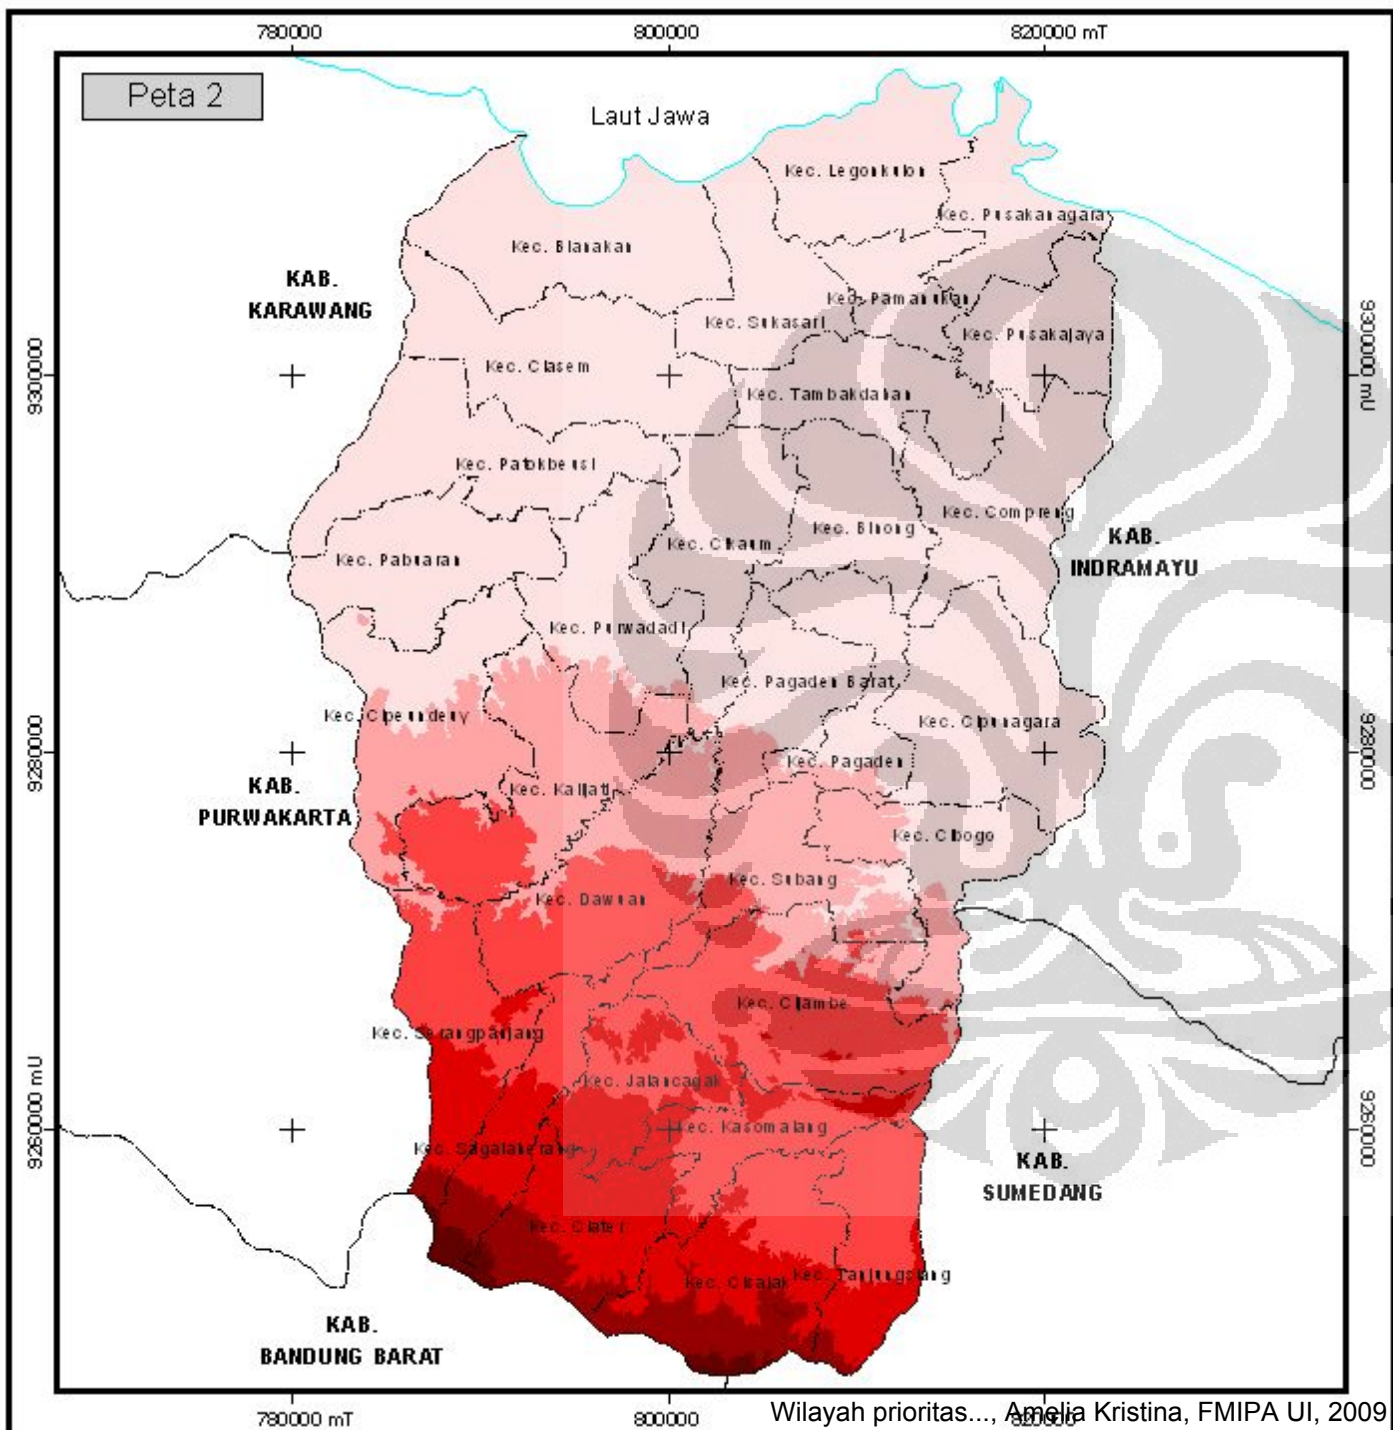 780000
800000
820000 mT
Peta 2
Laut Jawa
Kec. Legonkulon
Kec. Pusakanagara
Kec. Blanakan
KAB.
KARAWANG
Kec. Pamanukan
Kec. Sukasari
Kec. Pusakajaya
9300000
9300000 mU
Kec. Ciasem
Kec. Tambakdahan
Kec. Patokbeusi
Kec. Compreng
Kec. Binong
Kec. Cikaum
KAB.
INDRAMAYU
Kec. Pabuaran
Kec. Purwadadi
Kec. Pagaden Barat
Kec. Cipeundeuy
Kec. Cipunagara
9280000
9280000
Kec. Pagaden
KAB.
PURWAKARTA
Kec. Kalijati
Kec. Cibogo
Kec. Subang
Kec. Dawuan
Kec. Cijambe
Kec. Serangpanjang
Kec. Jalancagak
9260000 mU
9260000
Kec. Kasomalang
Kec. Sagalaherang
KAB.
SUMEDANG
Kec. Ciater
Kec. Cisalak
Kec. Tanjungsiang
KAB.
BANDUNG BARAT
780000 mT
800000
820000
Wilayah prioritas..., Amelia Kristina, FMIPA UI, 2009